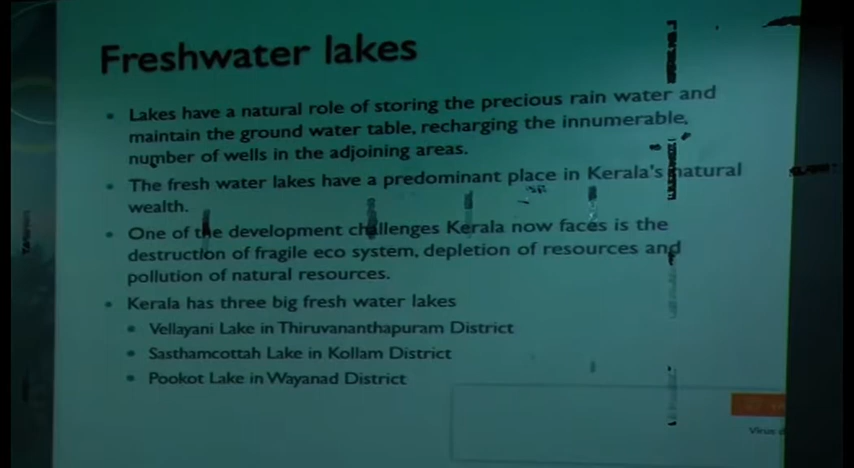 Freshwater lakes
• Lakes have a natural role of storing the precious rain water and
maintain the ground water table, recharging the innumerable,
number of wells in the adjoining areas.
• The fresh water lakes have a predominant place in Kerala's natural
wealth.
• One of the development challenges Kerala now faces is the
destruction of fragile eco system, depletion of resources and
pollution of natural resources.
• Kerala has three big fresh water lakes
• Vellayani Lake in Thiruvananthapuram District
• Sasthamcottah Lake in Kollam District
• Pookot Lake in Wayanad District
Virus